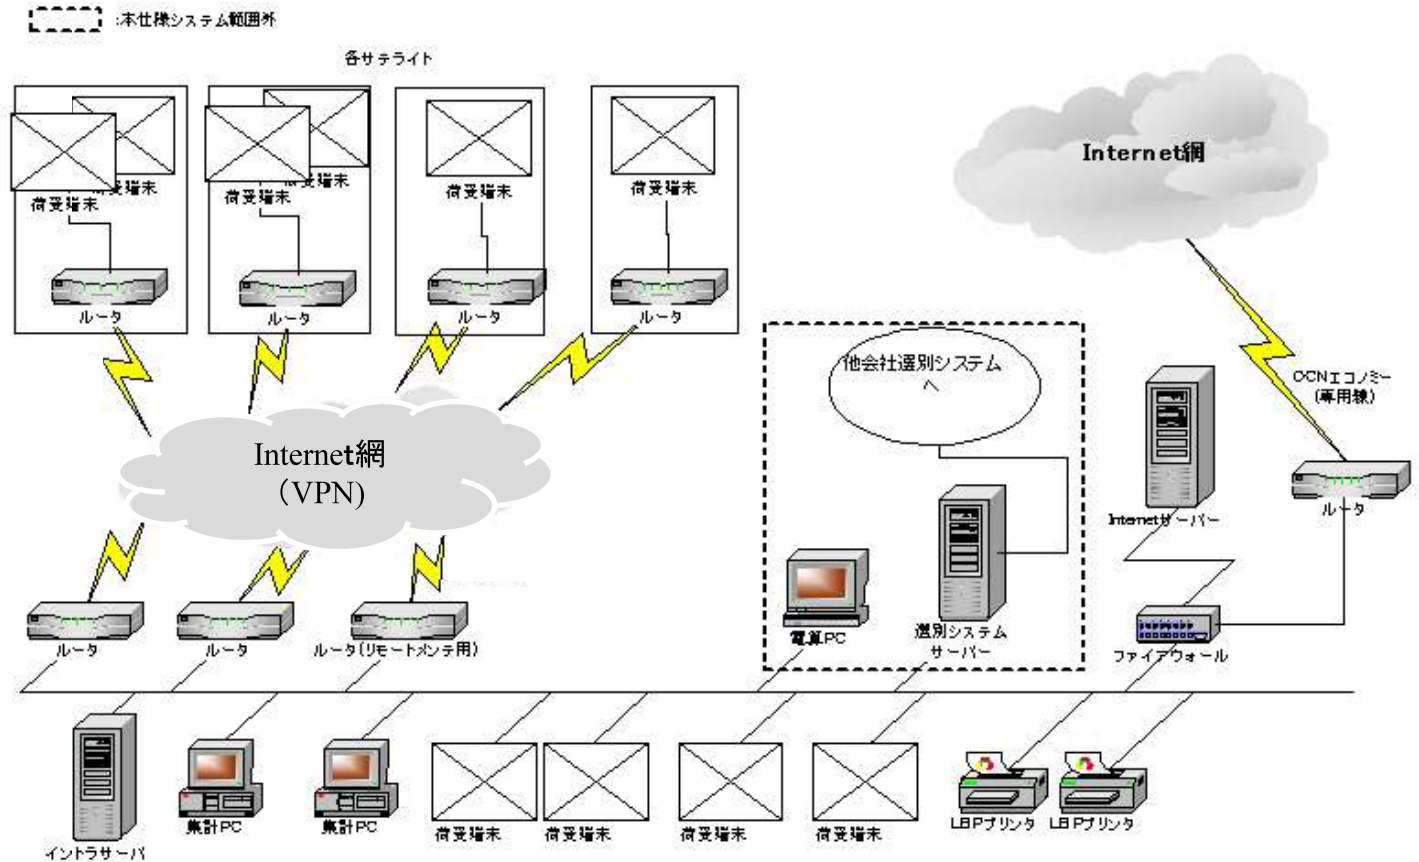 :本仕様システム範囲外
各サテライト
荷受端末
荷受端末
荷受端末
荷受端末
荷受端末
荷受端末
ルータ
ルータ
ルータ
ルータ
Internet網
他会社選別システム
へ
OCNエコノミー
(専用線)
Internet網
（VPN)
Internetサーバー
ルータ
ルータ
ルータ
ルータ(リモートメンテ用)
電算PC
選別システム
サーバー
ファイアウォール
イントラサーバ
集計PC
集計PC
荷受端末
荷受端末
荷受端末
荷受端末
LBPプリンタ
LBPプリンタ